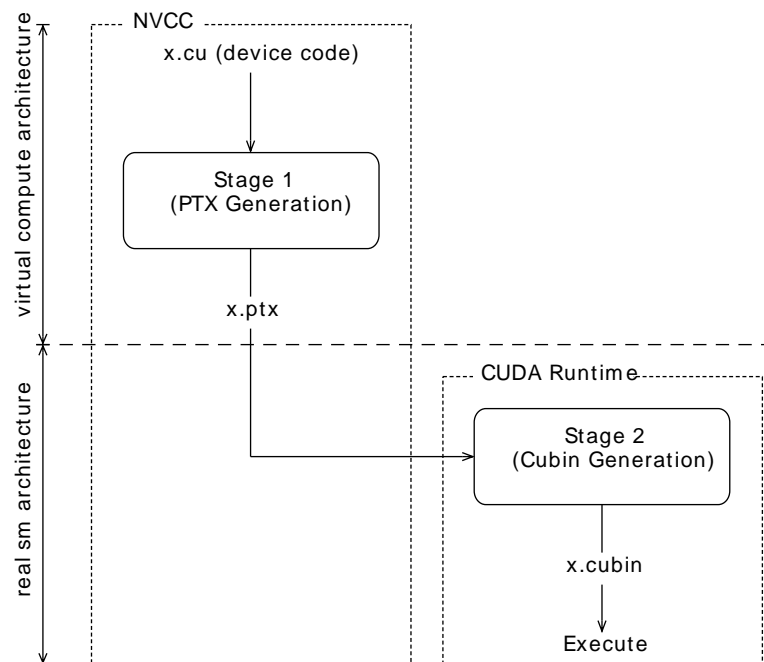 NVCC
x.cu (device code)
virtual compute architecture
Stage 1
(PTX Generation)
x.ptx
real sm architecture
CUDA Runtime
Stage 2
(Cubin Generation)
x.cubin
Execute